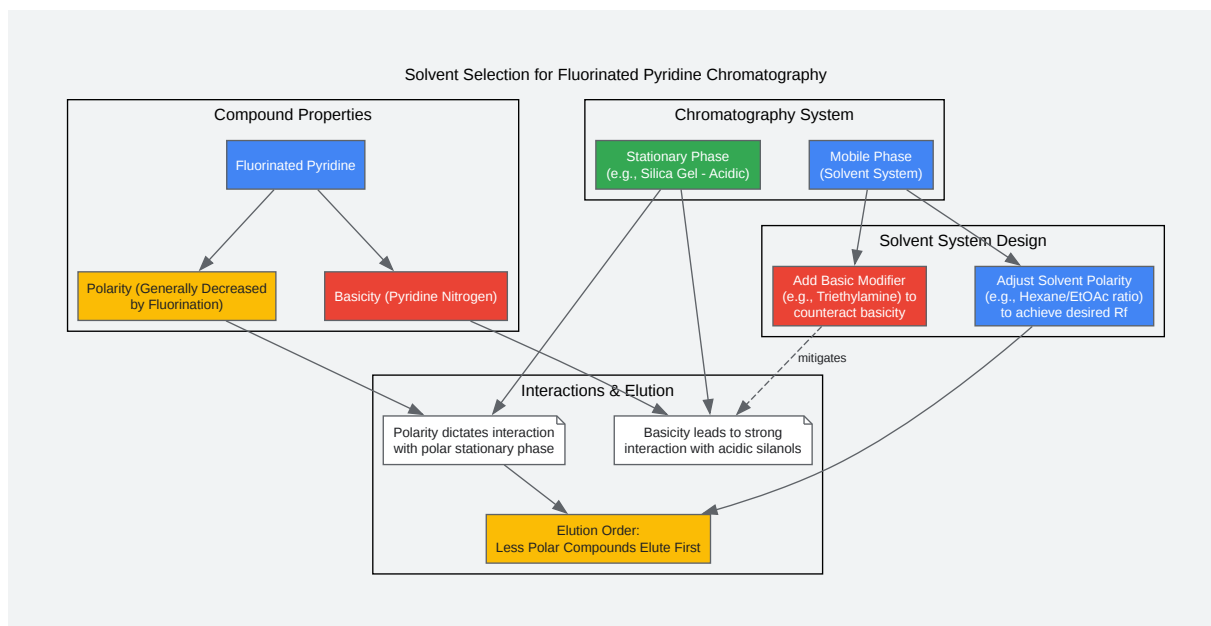 Solvent Selection for Fluorinated Pyridine Chromatography
Compound Properties
Fluorinated Pyridine
Polarity (Generally Decreased
by Fluorination)
Basicity (Pyridine Nitrogen)
Chromatography System
Stationary Phase
(e.g., Silica Gel - Acidic)
Mobile Phase
(Solvent System)
Solvent System Design
Add Basic Modifier
(e.g., Triethylamine) to
counteract basicity
Adjust Solvent Polarity
(e.g., Hexane/EtOAc ratio)
to achieve desired Rf
mitigates
Interactions & Elution
Polarity dictates interaction
with polar stationary phase
Basicity leads to strong
interaction with acidic silanols
Elution Order:
Less Polar Compounds Elute First